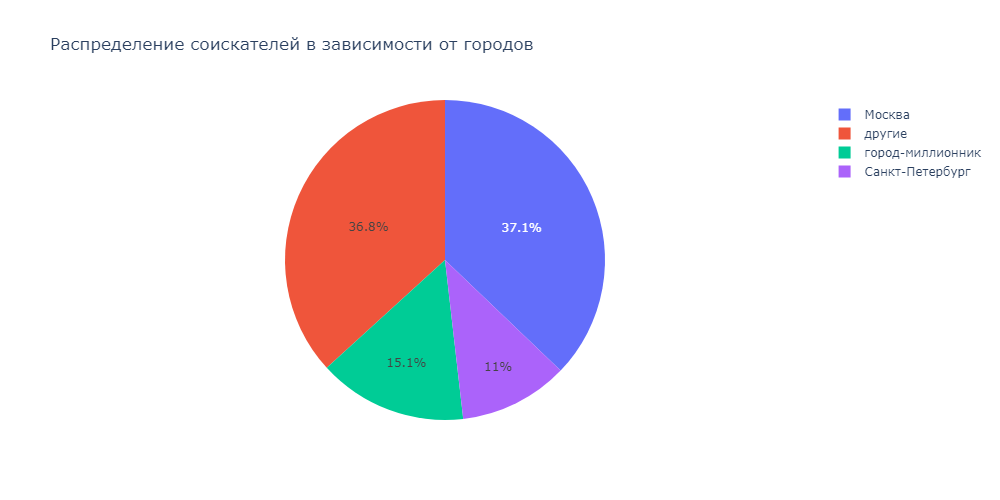 Распределение соискателей в зависимости от городов
Москва
другие
город-миллионник
Санкт-Петербург
36.8%
37.1%
15.1%
11%